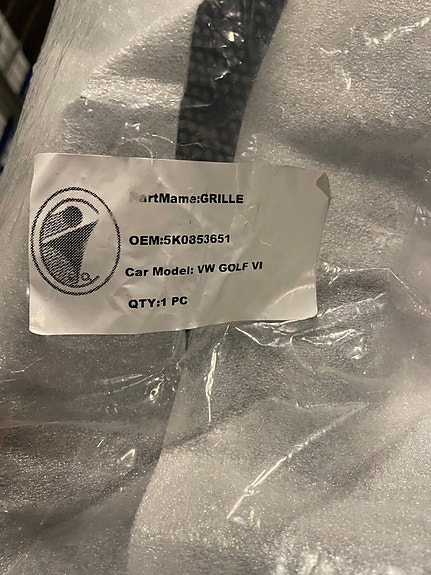 PartMame:GRILLE
OEM:5K0853651
Car Model: VW GOLF VI
QTY:1 PC